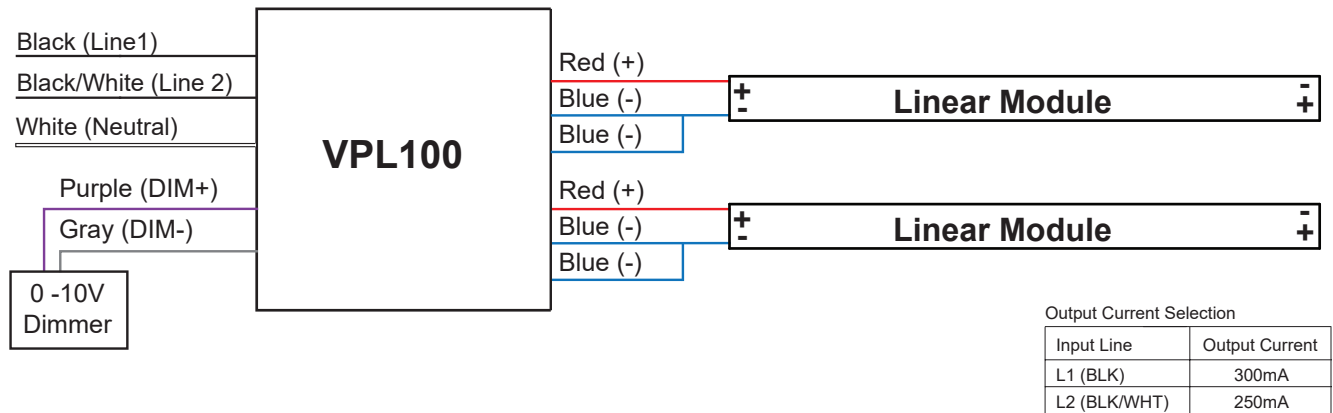 Black (Line1)
Black/White (Line 2)
White (Neutral)
Purple (DIM+)
Gray (DIM-)
0 -10V
Dimmer
VPL100
Red (+)
Blue (-)
Blue (-)
+
-
Linear Module
-
+
Red (+)
Blue (-)
Blue (-)
+
-
Linear Module
-
+
Output Current Selection
Input Line Output Current
L1 (BLK) 300mA
L2 (BLK/WHT) 250mA